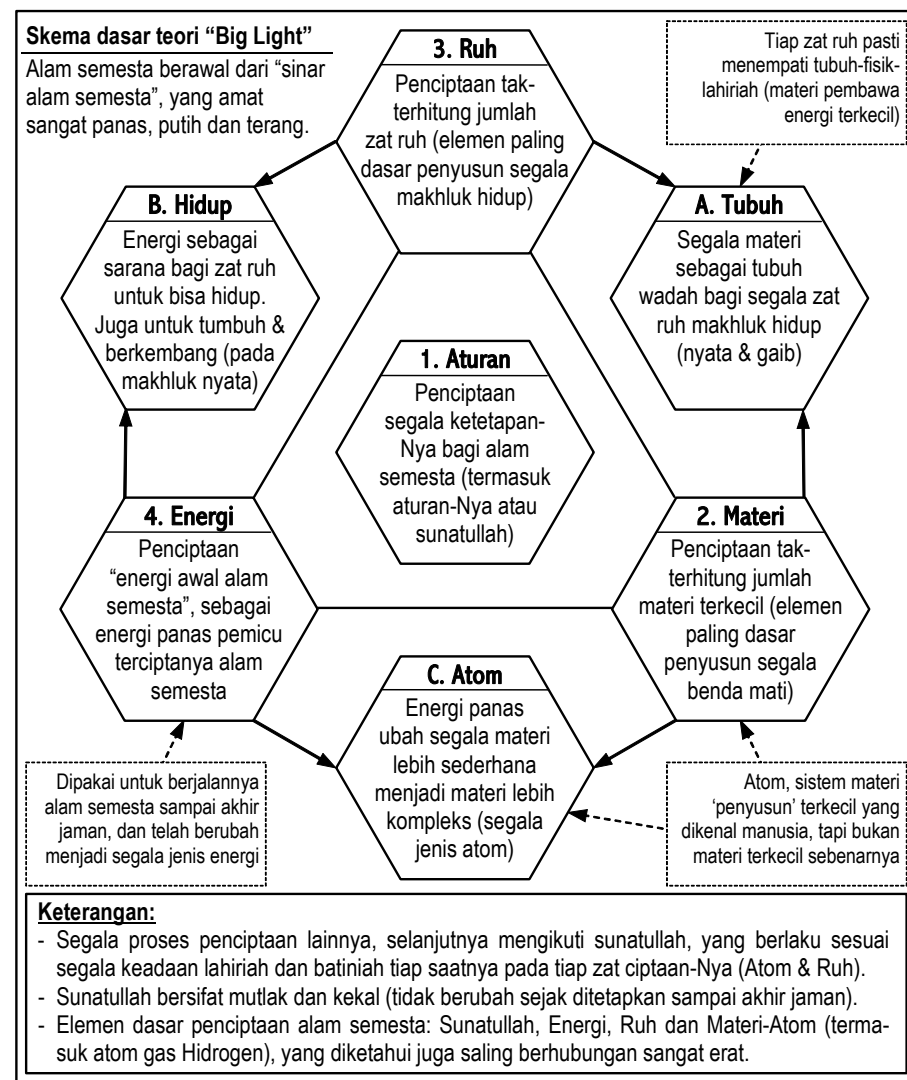 Skema dasar teori “Big Light”
Alam semesta berawal dari “sinar
alam semesta”, yang amat
sangat panas, putih dan terang.
3. Ruh
Penciptaan tak-
terhitung jumlah
zat ruh (elemen paling
dasar penyusun segala
makhluk hidup)
Tiap zat ruh pasti
menempati tubuh-fisik-
lahiriah (materi pembawa
energi terkecil)
B. Hidup
Energi sebagai
sarana bagi zat ruh
untuk bisa hidup.
Juga untuk tumbuh &
berkembang (pada
makhluk nyata)
A. Tubuh
Segala materi
sebagai tubuh
wadah bagi segala zat
ruh makhluk hidup
(nyata & gaib)
1. Aturan
Penciptaan
segala ketetapan-
Nya bagi alam
semesta (termasuk
aturan-Nya atau
sunatullah)
4. Energi
Penciptaan
“energi awal alam
semesta”, sebagai
energi panas pemicu
terciptanya alam
semesta
2. Materi
Penciptaan tak-
terhitung jumlah
materi terkecil (elemen
paling dasar
penyusun segala
benda mati)
C. Atom
Energi panas
ubah segala materi
lebih sederhana
menjadi materi lebih
kompleks (segala
jenis atom)
Dipakai untuk berjalannya
alam semesta sampai akhir
jaman, dan telah berubah
menjadi segala jenis energi
Atom, sistem materi
‘penyusun’ terkecil yang
dikenal manusia, tapi bukan
materi terkecil sebenarnya
Keterangan:
- Segala proses penciptaan lainnya, selanjutnya mengikuti sunatullah, yang berlaku sesuai
segala keadaan lahiriah dan batiniah tiap saatnya pada tiap zat ciptaan-Nya (Atom & Ruh).
- Sunatullah bersifat mutlak dan kekal (tidak berubah sejak ditetapkan sampai akhir jaman).
- Elemen dasar penciptaan alam semesta: Sunatullah, Energi, Ruh dan Materi-Atom (terma-
suk atom gas Hidrogen), yang diketahui juga saling berhubungan sangat erat.